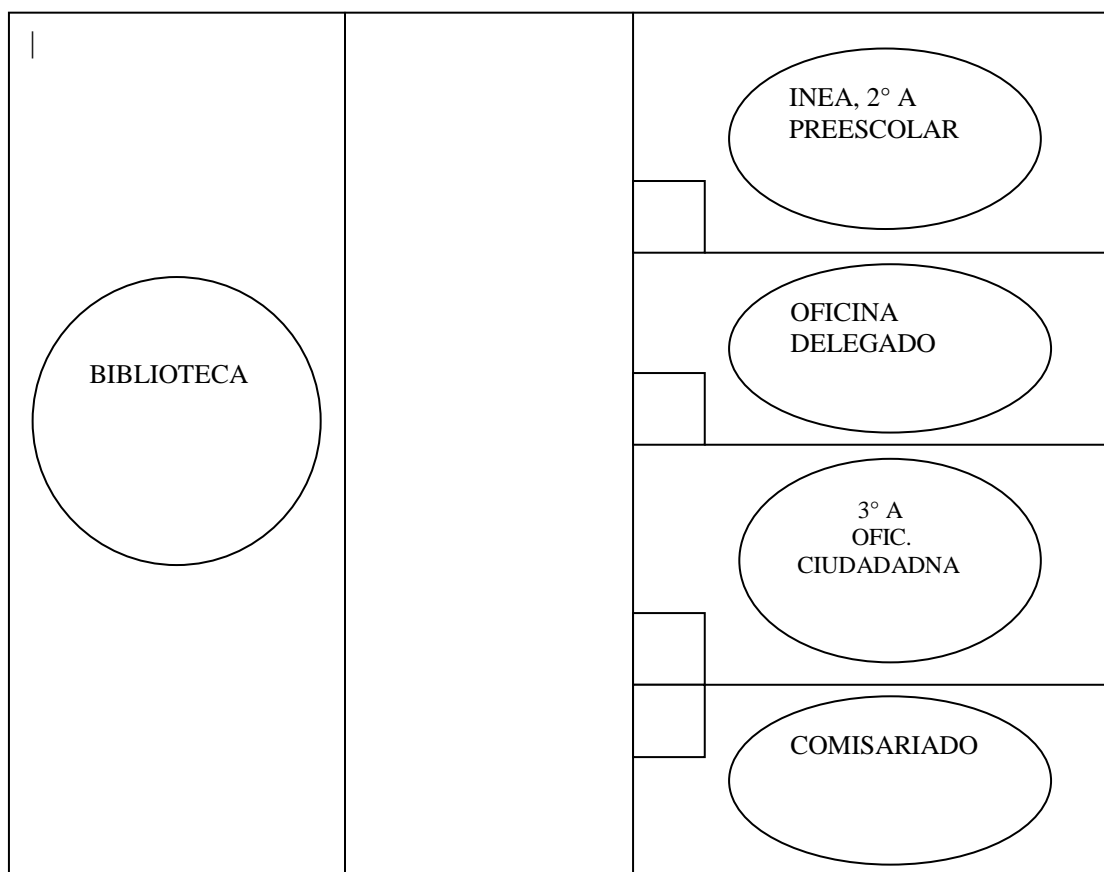 INEA, 2° A
PREESCOLAR
OFICINA
DELEGADO
BIBLIOTECA
3° A
OFIC.
CIUDADADNA
COMISARIADO